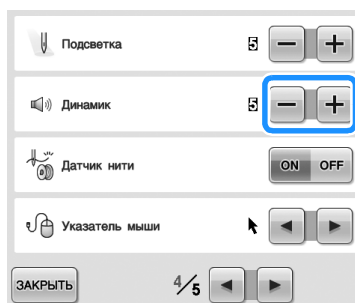 Подсветка 5 − +
Динамик 5 − +
Датчик нити ON OFF
Указатель мыши
ЗАКРЫТЬ 4/5